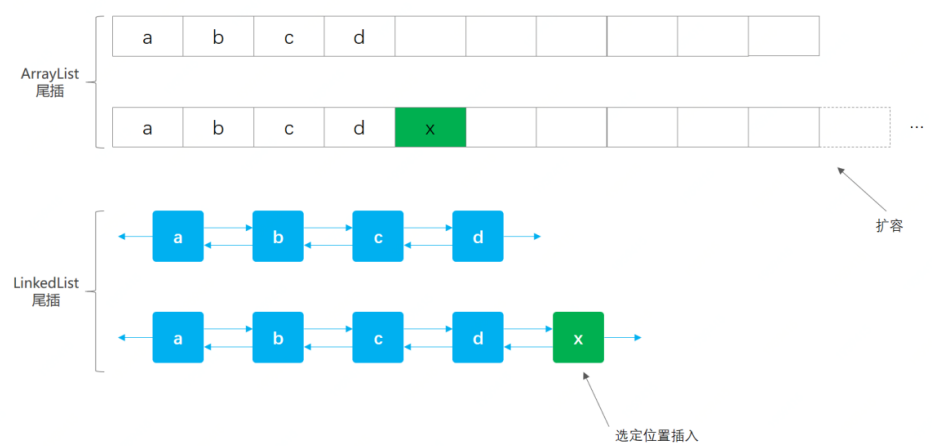 a b c d
ArrayList
尾插
a b c d x
...
扩容
a b c d
LinkedList
尾插
a b c d x
选定位置插入